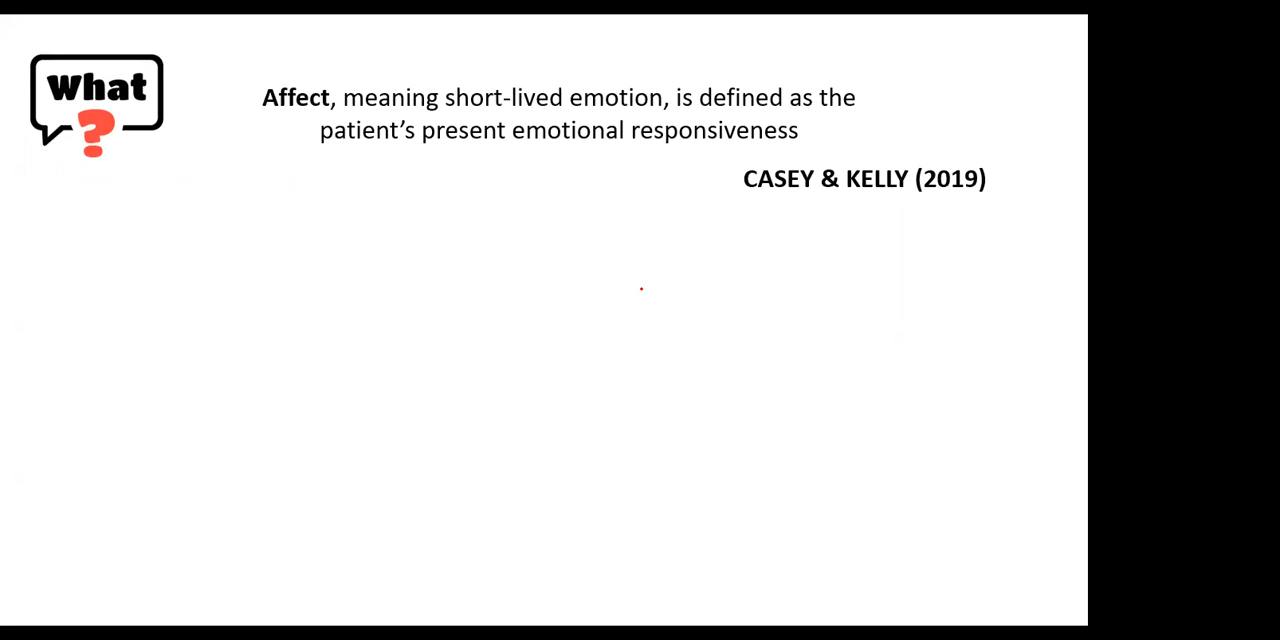 What
?
Affect, meaning short-lived emotion, is defined as the
patient’s present emotional responsiveness
CASEY & KELLY (2019)